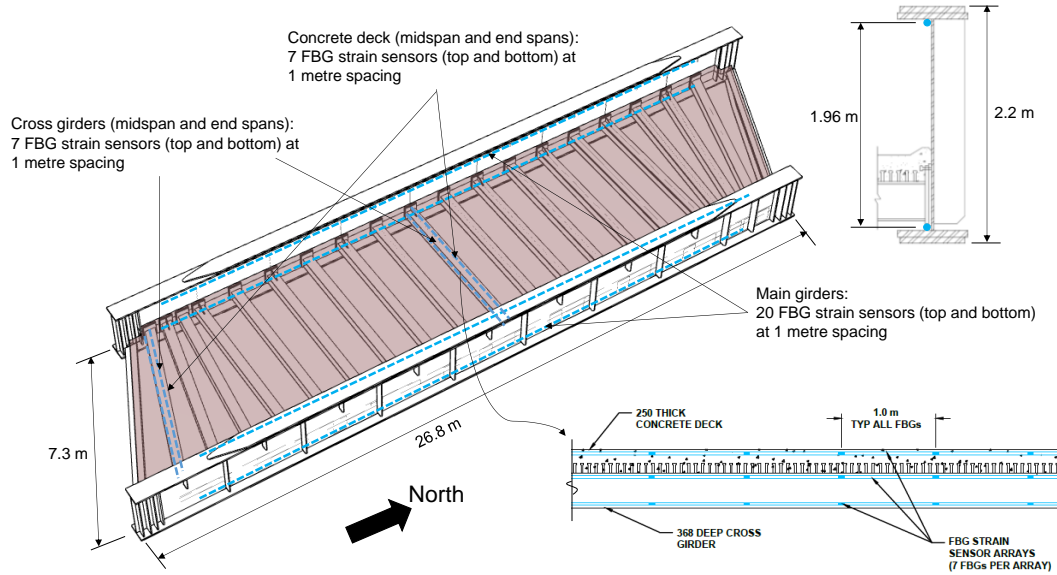 Concrete deck (midspan and end spans):
7 FBG strain sensors (top and bottom) at
1 metre spacing
Cross girders (midspan and end spans):
7 FBG strain sensors (top and bottom) at
1 metre spacing
1.96 m
2.2 m
Main girders:
20 FBG strain sensors (top and bottom)
at 1 metre spacing
7.3 m
26.8 m
North
250 THICK
CONCRETE DECK
1.0 m
TYP ALL FBGs
368 DEEP CROSS
GIRDER
FBG STRAIN
SENSOR ARRAYS
(7 FBGs PER ARRAY)